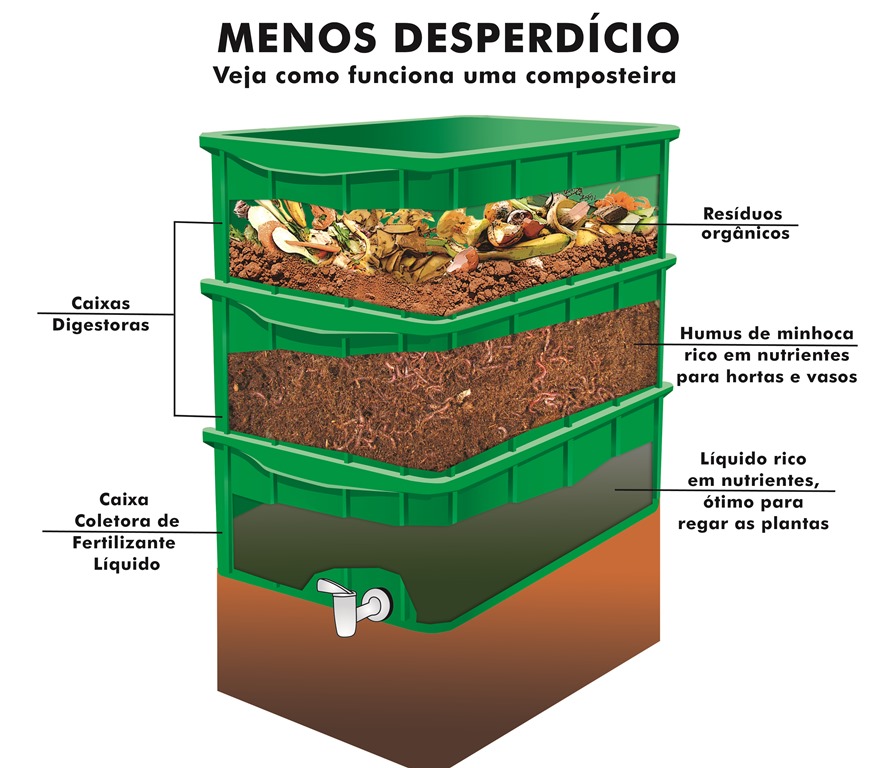 MENOS DESPERDÍCIO
Veja como funciona uma composteira
Resíduos
orgânicos
Caixas
Digestoras
Humus de minhoca
rico em nutrientes
para hortas e vasos
Líquido rico
em nutrientes,
ótimo para
regar as plantas
Caixa
Coletora de
Fertilizante
Líquido